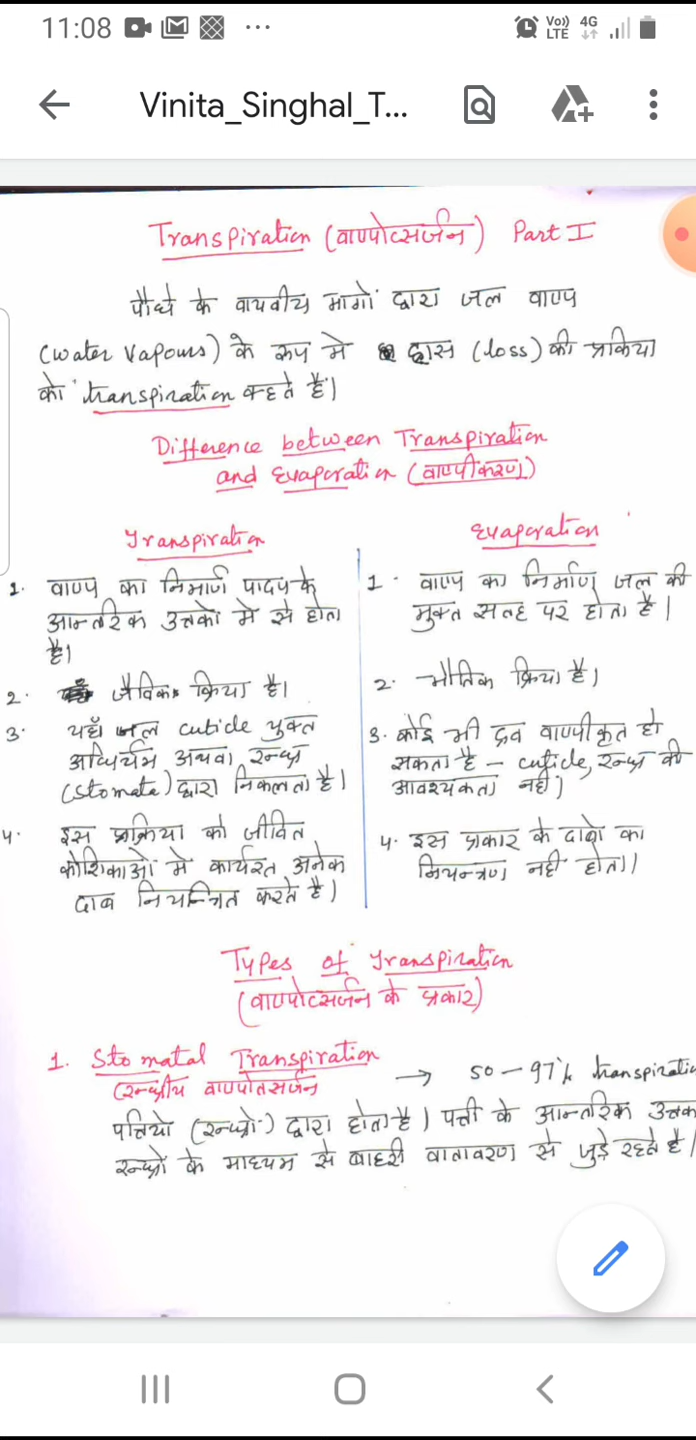 11:08
Vo)) 4G
LTE
Vinita_Singhal_T...
Transpiration (वाष्पोत्सर्जन) Part I
पौधे के वायवीय भागों द्वारा जल वाष्प
(water vapours) के रूप में ह्रास (loss) की प्रक्रिया
को transpiration कहते हैं।
Difference between Transpiration
and Evaporation (वाष्पीकरण)
Transpiration
Evaporation
1. वाष्प का निर्माण पादप के
आन्तरिक उत्तकों में से होता
है।
2. जैविक क्रिया है।
3. यहाँ जल cuticle युक्त
अधिचर्म अथवा रन्ध्र
(stomate) द्वारा निकलता है।
4. इस प्रक्रिया को जीवित
कोशिकाओं में कार्यरत अनेक
दाब नियन्त्रित करते है।
1. वाष्प का निर्माण जल की
मुक्त सतह पर होता है।
2. भौतिक क्रिया है।
3. कोई भी द्रव वाष्पीकृत हो
सकता है - cuticle, रन्ध्र की
आवश्यकता नही।
4. इस प्रकार के दाबो का
नियन्त्रण नही होता।
Types of Transpiration
(वाष्पोत्सर्जन के प्रकार)
1. Stomatal Transpiration
(रन्ध्रीय वाष्पोतसर्जन → 50-97% transpiration
पत्तियो (रन्ध्रो) द्वारा होता है। पत्ती के आन्तरिक उत्तक
रन्ध्रों के माध्यम से बाहरी वातावरण से जुड़े रहते है।